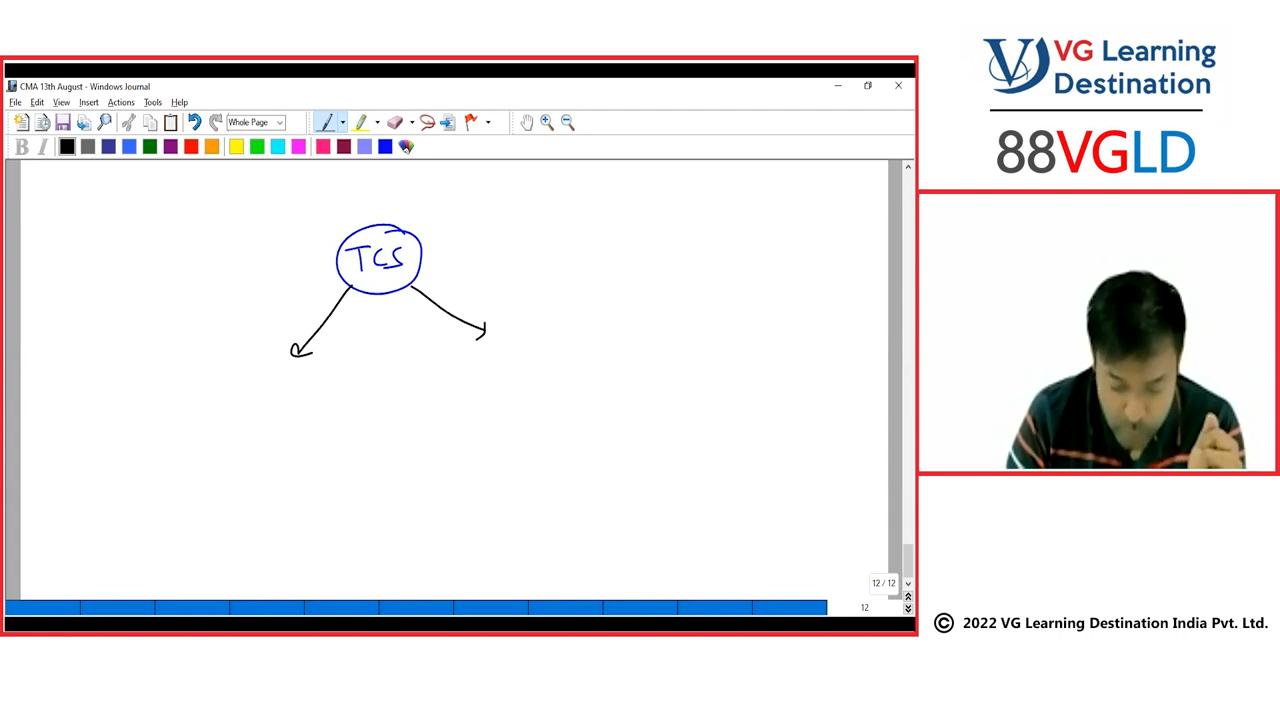 VG Learning
Destination
88VGLD
CMA 13th August - Windows Journal
File Edit View Insert Actions Tools Help
Whole Page
B I
TCS
12 / 12
12
© 2022 VG Learning Destination India Pvt. Ltd.